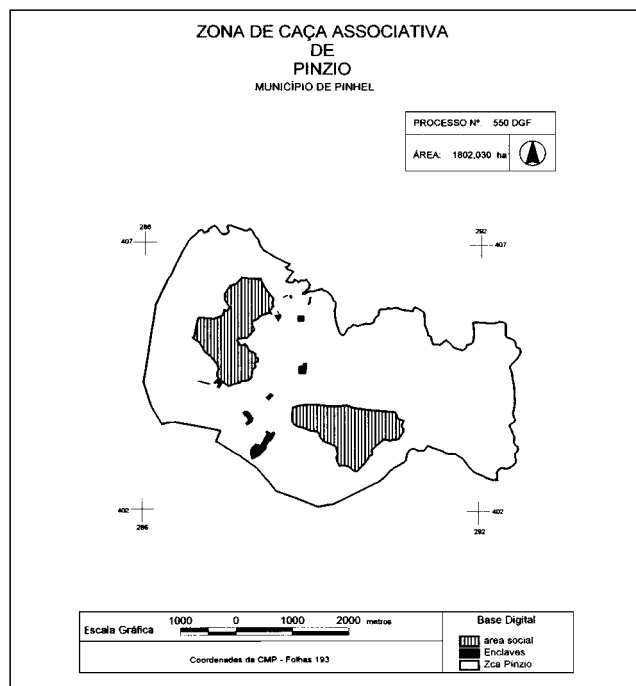 ZONA DE CAÇA ASSOCIATIVA
DE
PINZIO
MUNICÍPIO DE PINHEL
PROCESSO Nº 550 DGF
ÁREA: 1802,030 ha
286
407
292
407
402
286
402
292
Escala Gráfica 1000 0 1000 2000 metros
Coordenadas da CMP - Folhas 193
Base Digital
area social
Enclaves
Zca Pinzio